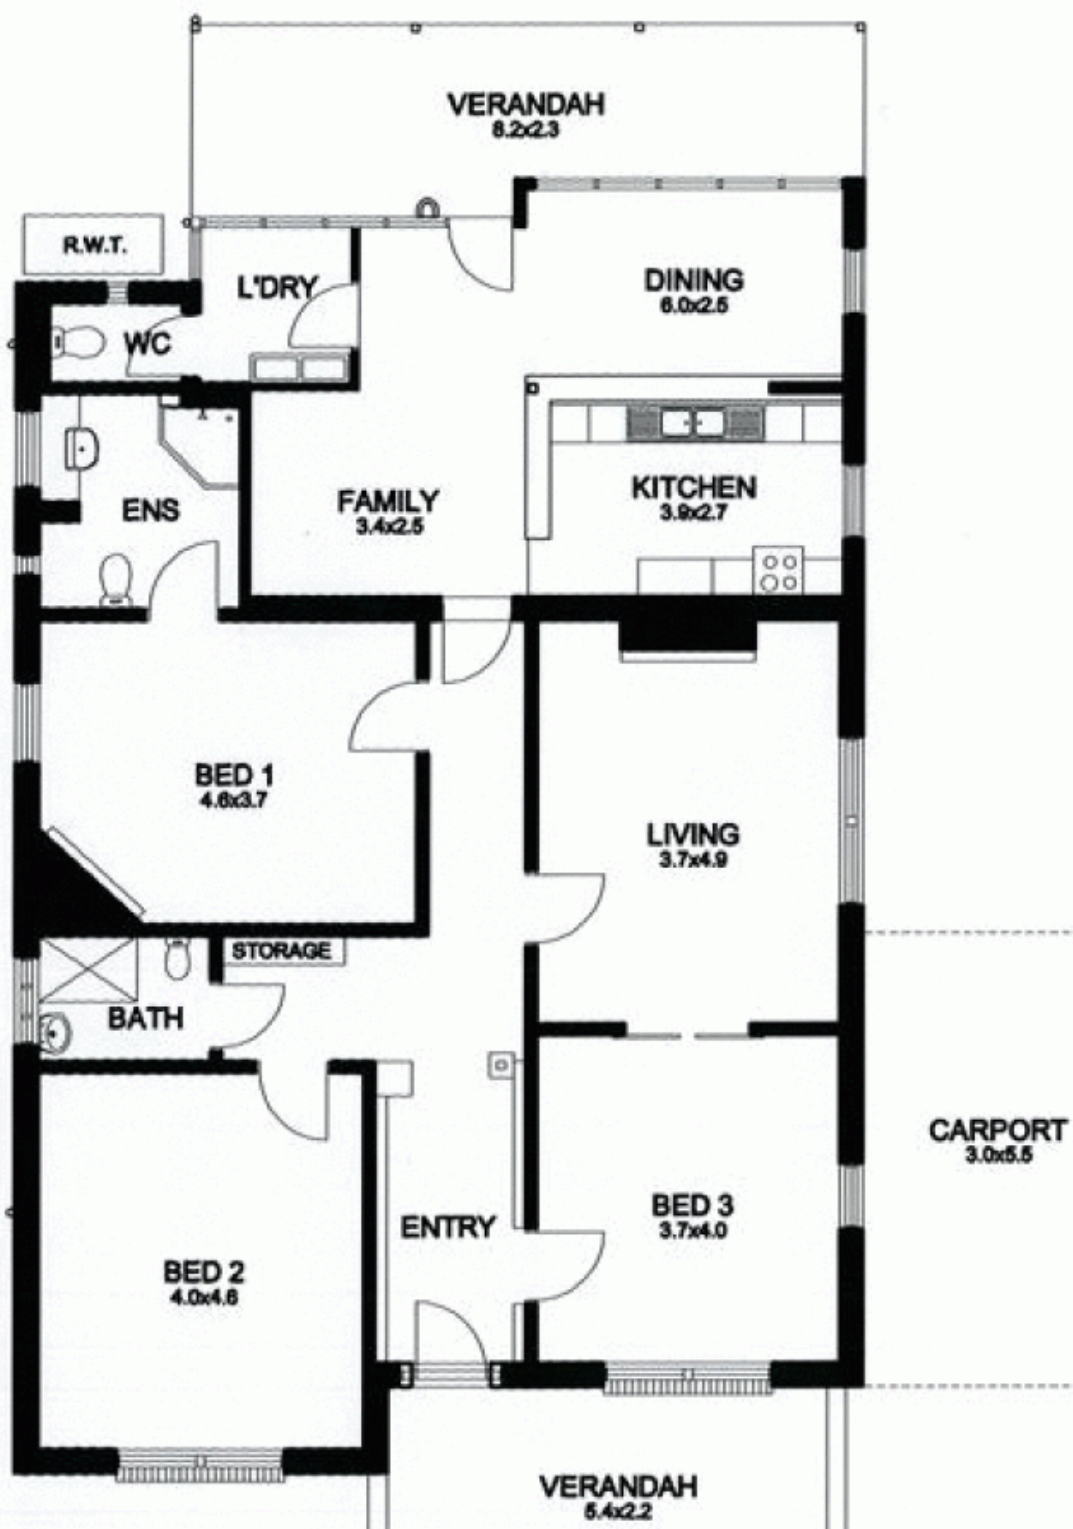 VERANDAH
8.2x2.3
R.W.T.
L'DRY
DINING
6.0x2.5
WC
FAMILY
3.4x2.5
KITCHEN
3.9x2.7
ENS
BED 1
4.6x3.7
LIVING
3.7x4.9
STORAGE
BATH
CARPORT
3.0x5.5
BED 3
3.7x4.0
ENTRY
BED 2
4.0x4.6
VERANDAH
5.4x2.2